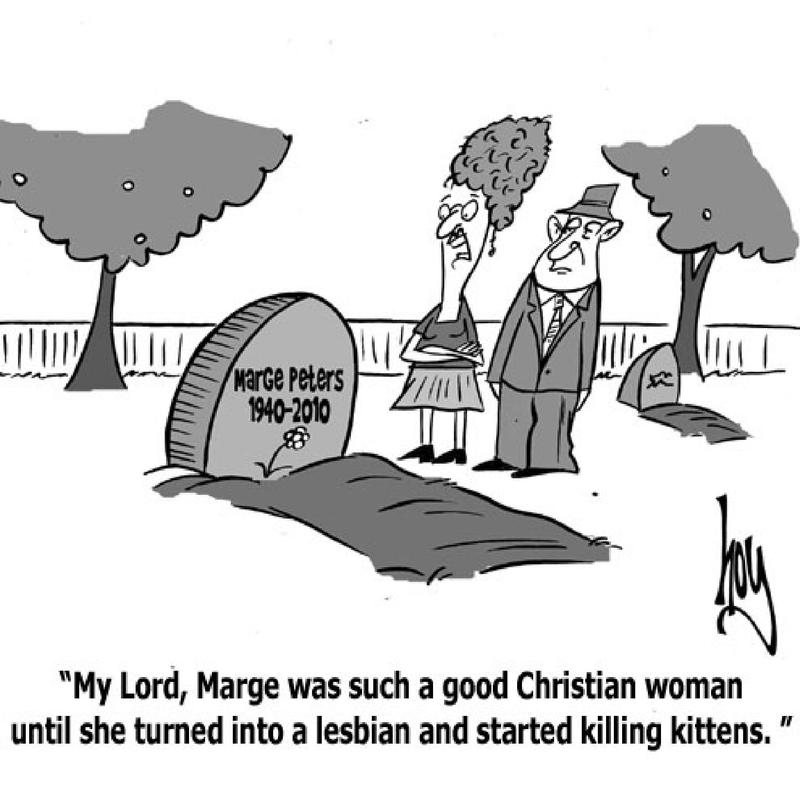 Marge Peters
1940-2010
hoy
"My Lord, Marge was such a good Christian woman
until she turned into a lesbian and started killing kittens. "